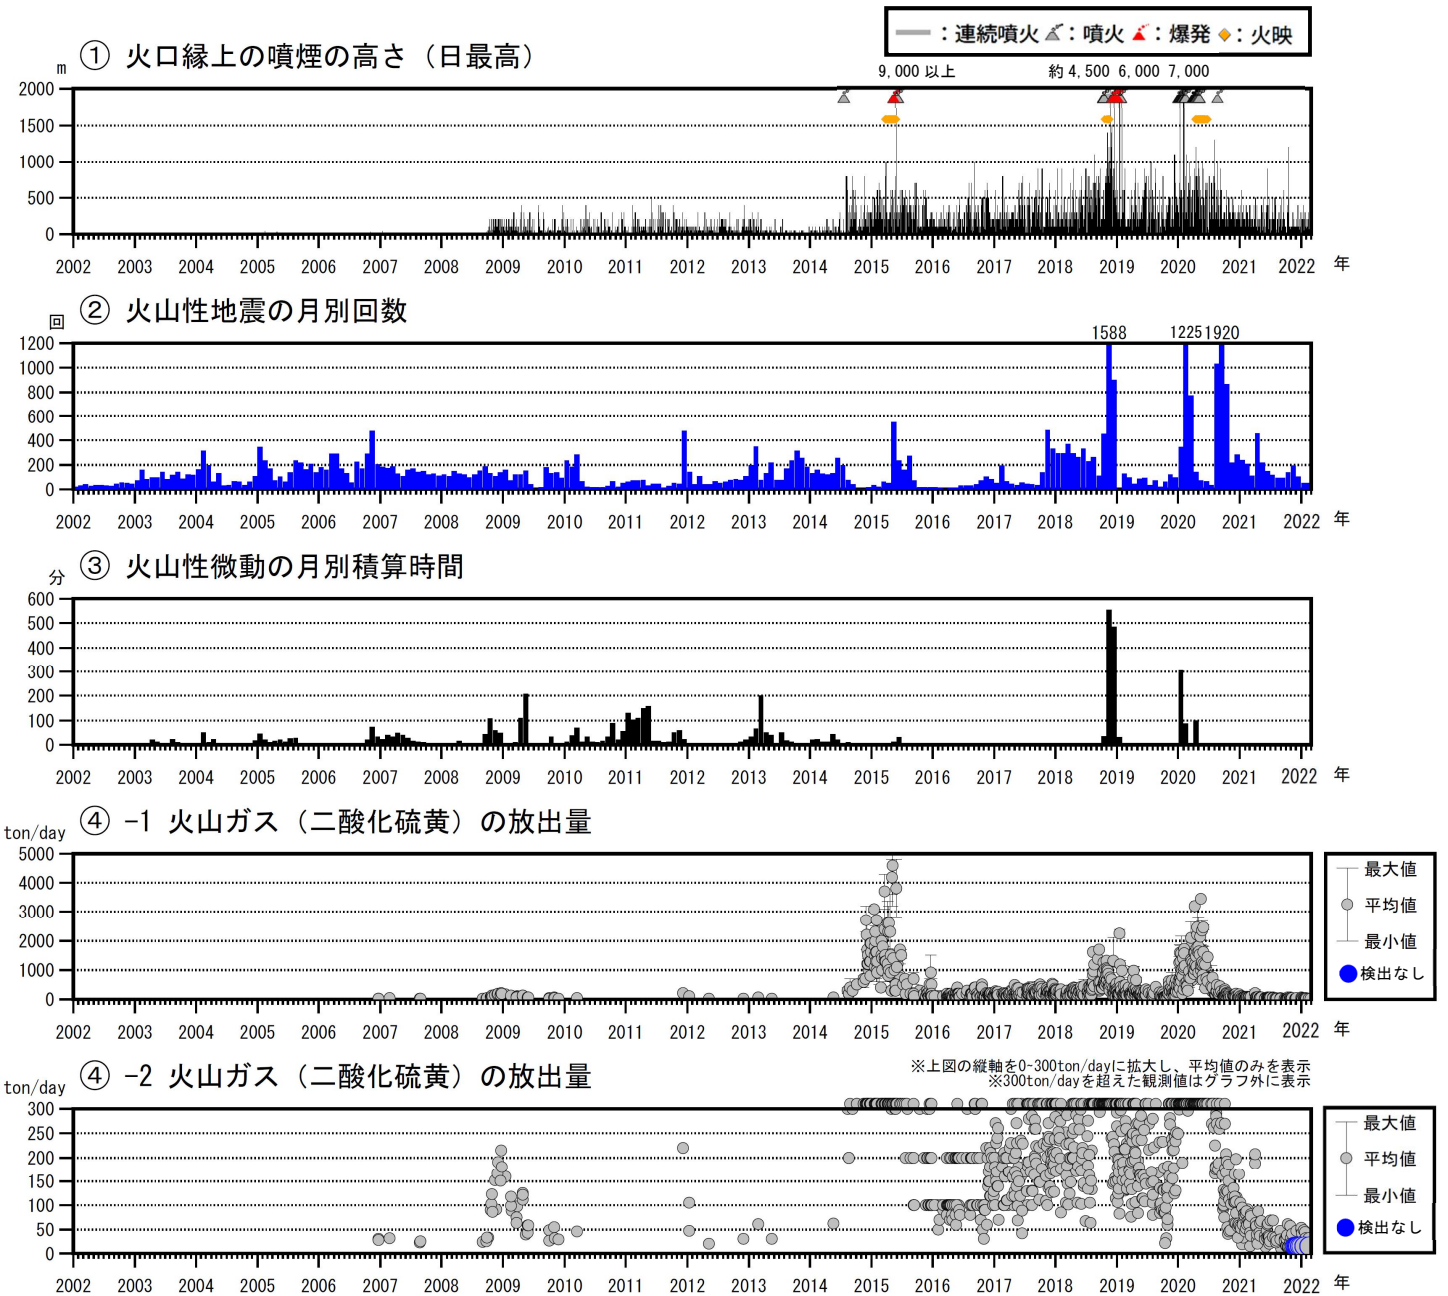 ━：連続噴火 ：噴火 ：爆発 ：火映
① 火口縁上の噴煙の高さ（日最高）
m
9,000 以上 約 4,500 6,000 7,000
2000
1500
1000
500
0
2002 2003 2004 2005 2006 2007 2008 2009 2010 2011 2012 2013 2014 2015 2016 2017 2018 2019 2020 2021 2022 年
② 火山性地震の月別回数
回
1588 1225 1920
1200
1000
800
600
400
200
0
2002 2003 2004 2005 2006 2007 2008 2009 2010 2011 2012 2013 2014 2015 2016 2017 2018 2019 2020 2021 2022 年
③ 火山性微動の月別積算時間
分
600
500
400
300
200
100
0
2002 2003 2004 2005 2006 2007 2008 2009 2010 2011 2012 2013 2014 2015 2016 2017 2018 2019 2020 2021 2022 年
④ -1 火山ガス（二酸化硫黄）の放出量
ton/day
5000
4000
3000
2000
1000
0
最大値
平均値
最小値
検出なし
2002 2003 2004 2005 2006 2007 2008 2009 2010 2011 2012 2013 2014 2015 2016 2017 2018 2019 2020 2021 2022 年
④ -2 火山ガス（二酸化硫黄）の放出量
※上図の縦軸を0-300ton/dayに拡大し、平均値のみを表示
※300ton/dayを超えた観測値はグラフ外に表示
ton/day
300
250
200
150
100
50
0
最大値
平均値
最小値
検出なし
2002 2003 2004 2005 2006 2007 2008 2009 2010 2011 2012 2013 2014 2015 2016 2017 2018 2019 2020 2021 2022 年